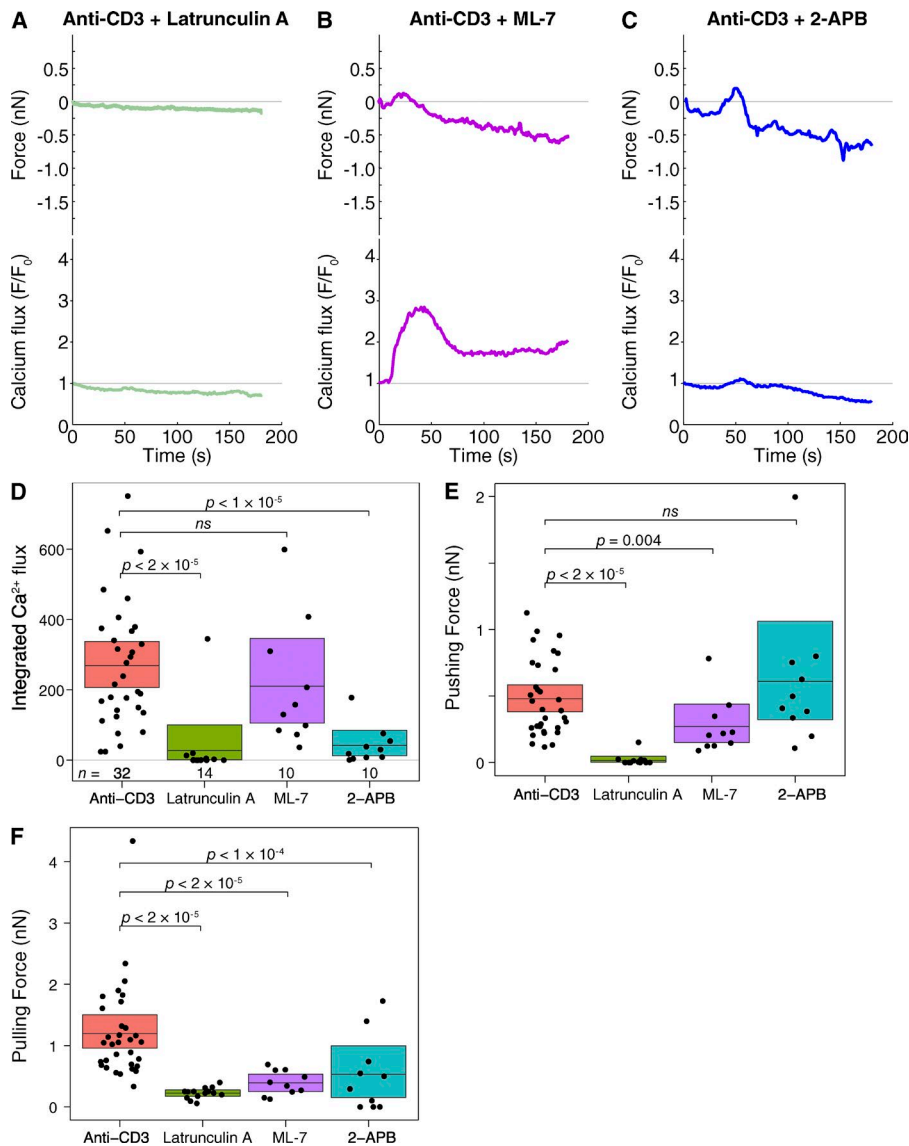 A Anti-CD3 + Latrunculin A B Anti-CD3 + ML-7 C Anti-CD3 + 2-APB
Force (nN)
0.5
0
-0.5
-1.0
-1.5
Force (nN)
0.5
0
-0.5
-1.0
-1.5
Force (nN)
0.5
0
-0.5
-1.0
-1.5
Calcium flux (F/F₀)
4
3
2
1
0
0 50 100 150 200
Time (s)
Calcium flux (F/F₀)
4
3
2
1
0
0 50 100 150 200
Time (s)
Calcium flux (F/F₀)
4
3
2
1
0
0 50 100 150 200
Time (s)
D
Integrated Ca²⁺ flux
600
400
200
0
p < 1 × 10⁻⁵
ns
p < 2 × 10⁻⁵
n = 32 14 10 10
Anti–CD3 Latrunculin A ML-7 2–APB
E
Pushing Force (nN)
2
1
0
ns
p = 0.004
p < 2 × 10⁻⁵
Anti–CD3 Latrunculin A ML-7 2–APB
F
Pulling Force (nN)
4
3
2
1
0
p < 1 × 10⁻⁴
p < 2 × 10⁻⁵
p < 2 × 10⁻⁵
Anti–CD3 Latrunculin A ML-7 2–APB